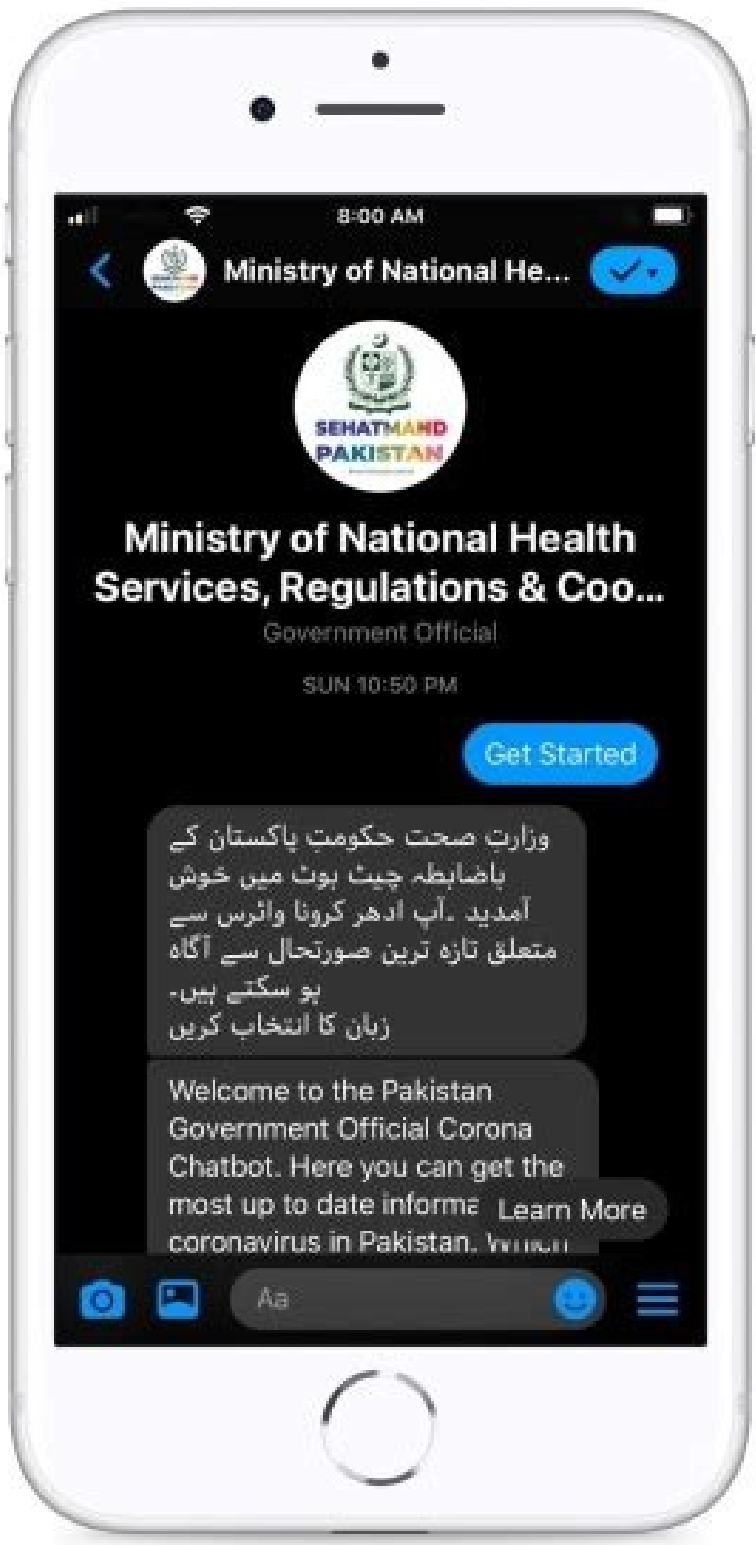 8:00 AM
Ministry of National He...
SEHATMAND
PAKISTAN
Ministry of National Health
Services, Regulations & Coo...
Government Official
SUN 10:50 PM
Get Started
وزارتِ صحت حکومتِ پاکستان کے
باضابطہ چیٹ بوٹ میں خوش
آمدید ۔آپ ادھر کرونا وائرس سے
متعلق تازہ ترین صورتحال سے آگاہ
ہو سکتے ہیں۔
زبان کا انتخاب کریں
Welcome to the Pakistan
Government Official Corona
Chatbot. Here you can get the
most up to date informa
Learn More
coronavirus in Pakistan. Which
Aa